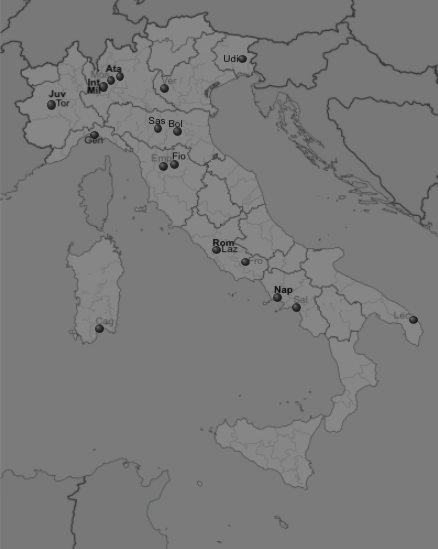 Udi
Ata
Mon
Int
Mil
Ver
Juv
Tor
Sas
Bol
Gen
Emp
Fio
Rom
Laz
Fro
Nap
Sal
Lec
Cag